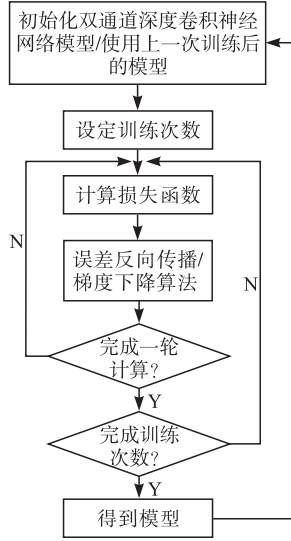 初始化双通道深度卷积神经
网络模型/使用上一次训练后
的模型
设定训练次数
计算损失函数
N
误差反向传播/
梯度下降算法
N
完成一轮
计算?
Y
完成训练
次数?
Y
得到模型